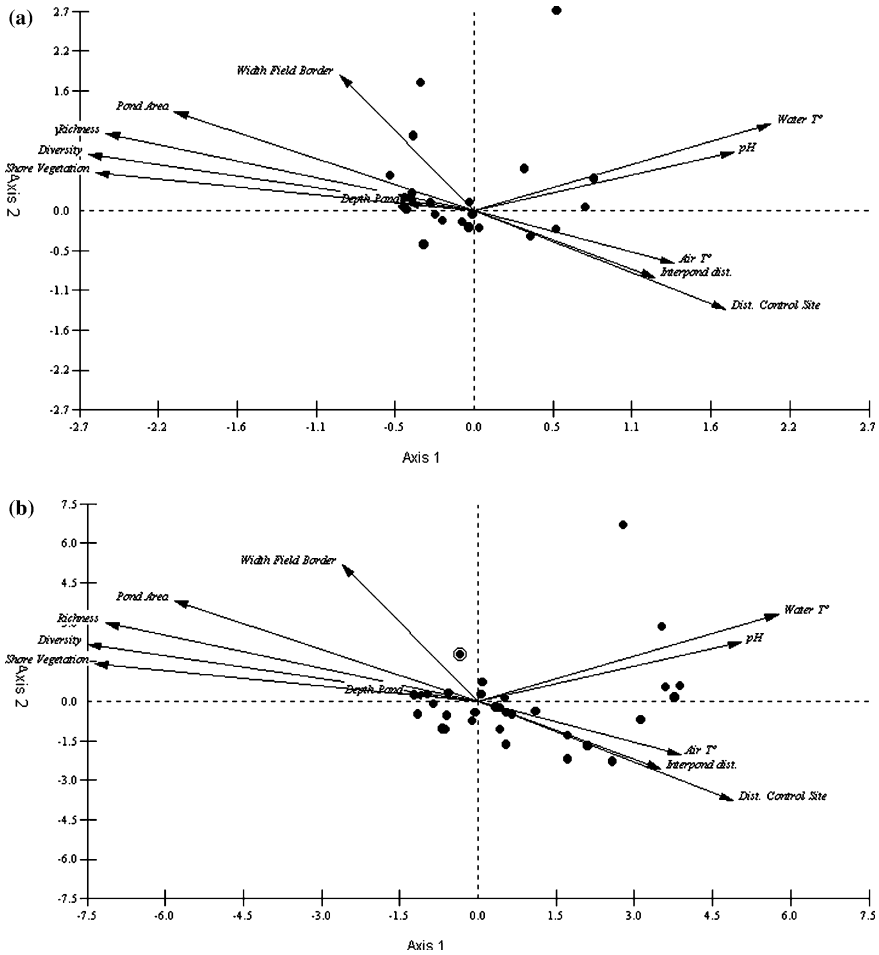 (a)
2.7
2.2
1.6
0.0
-0.5
-1.1
-1.6
-2.2
-2.7
Axis 2
Width Field Border
Pond Area
Richness
Diversity
Shore Vegetation
Depth Pond
Water T°
pH
Air T°
Interpond dist.
Dist. Control Site
-2.7 -2.2 -1.6 -1.1 -0.5 0.0 0.5 1.1 1.6 2.2 2.7
Axis 1
(b)
7.5
6.0
4.5
0.0
-1.5
-3.0
-4.5
-6.0
-7.5
Axis 2
Width Field Border
Pond Area
Richness
Diversity
Shore Vegetation
Depth Pond
Water T°
pH
Air T°
Interpond dist.
Dist. Control Site
-7.5 -6.0 -4.5 -3.0 -1.5 0.0 1.5 3.0 4.5 6.0 7.5
Axis 1